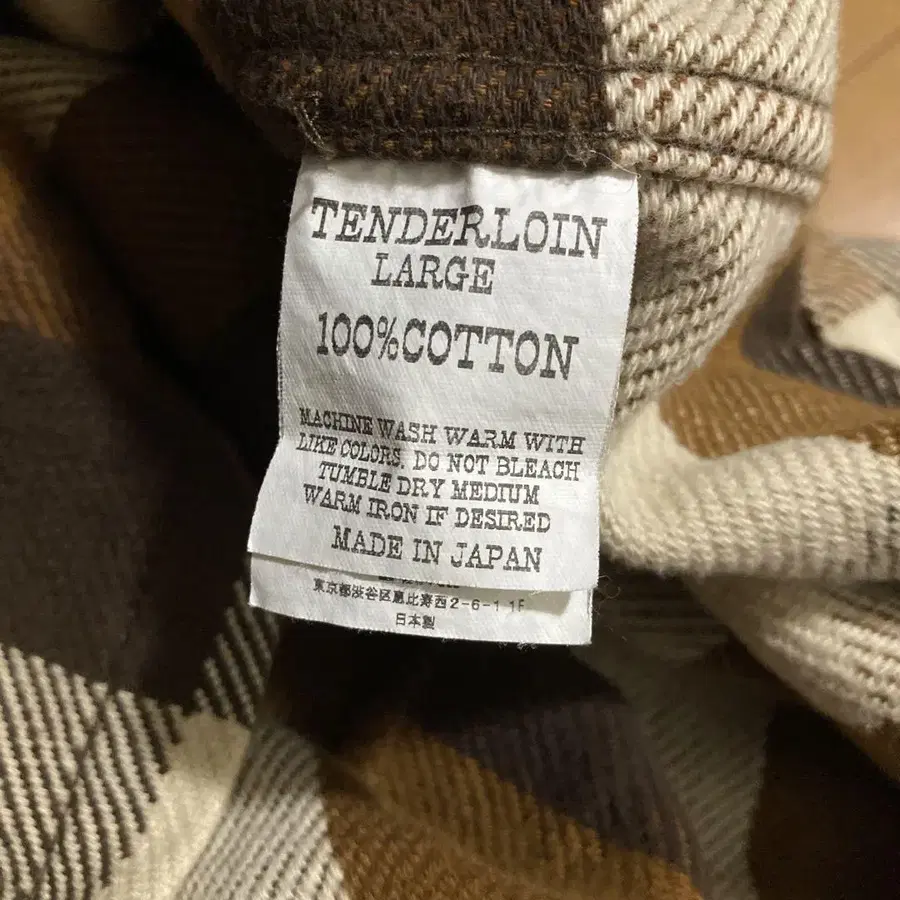 TENDERLOIN
LARGE
100%COTTON
MACHINE WASH WARM WITH
LIKE COLORS. DO NOT BLEACH
TUMBLE DRY MEDIUM
WARM IRON IF DESIRED
MADE IN JAPAN
東京都渋谷区恵比寿西2-6-11F
日本製